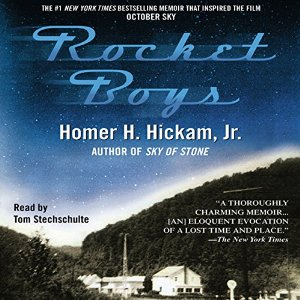 THE #1 NEW YORK TIMES BESTSELLING MEMOIR THAT INSPIRED THE FILM
OCTOBER SKY
Rocket
Boys
Homer H. Hickam, Jr.
AUTHOR OF SKY OF STONE
Read by
Tom Stechschulte
"A THOROUGHLY
CHARMING MEMOIR...
[AN] ELOQUENT EVOCATION
OF A LOST TIME AND PLACE."
—The New York Times